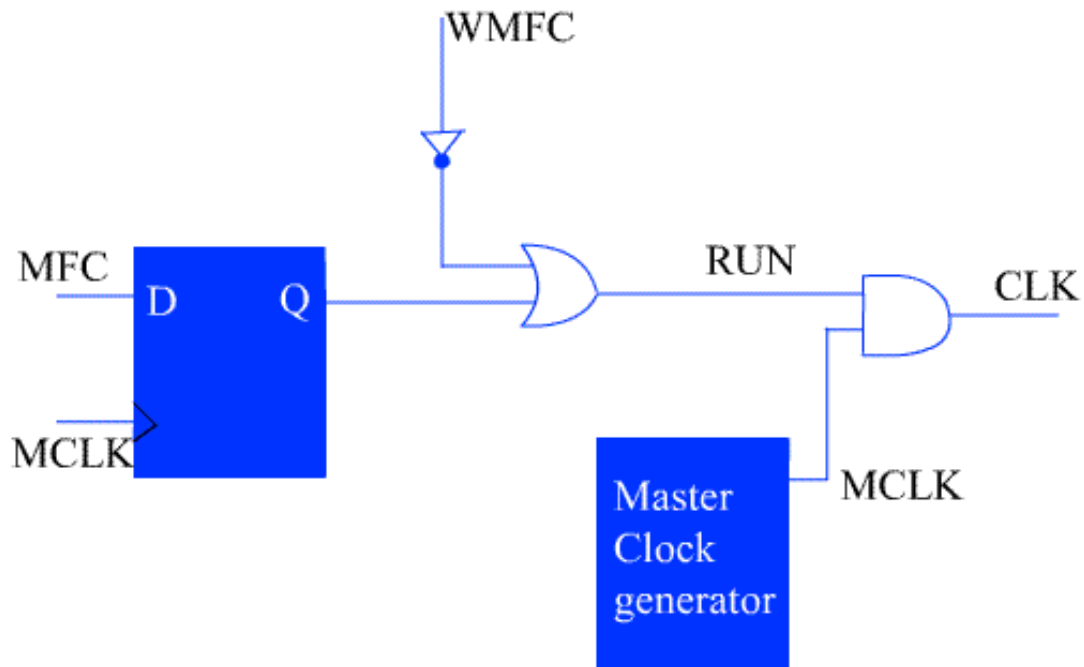 WMFC
MFC
D
Q
RUN
CLK
MCLK
MCLK
Master
Clock
generator